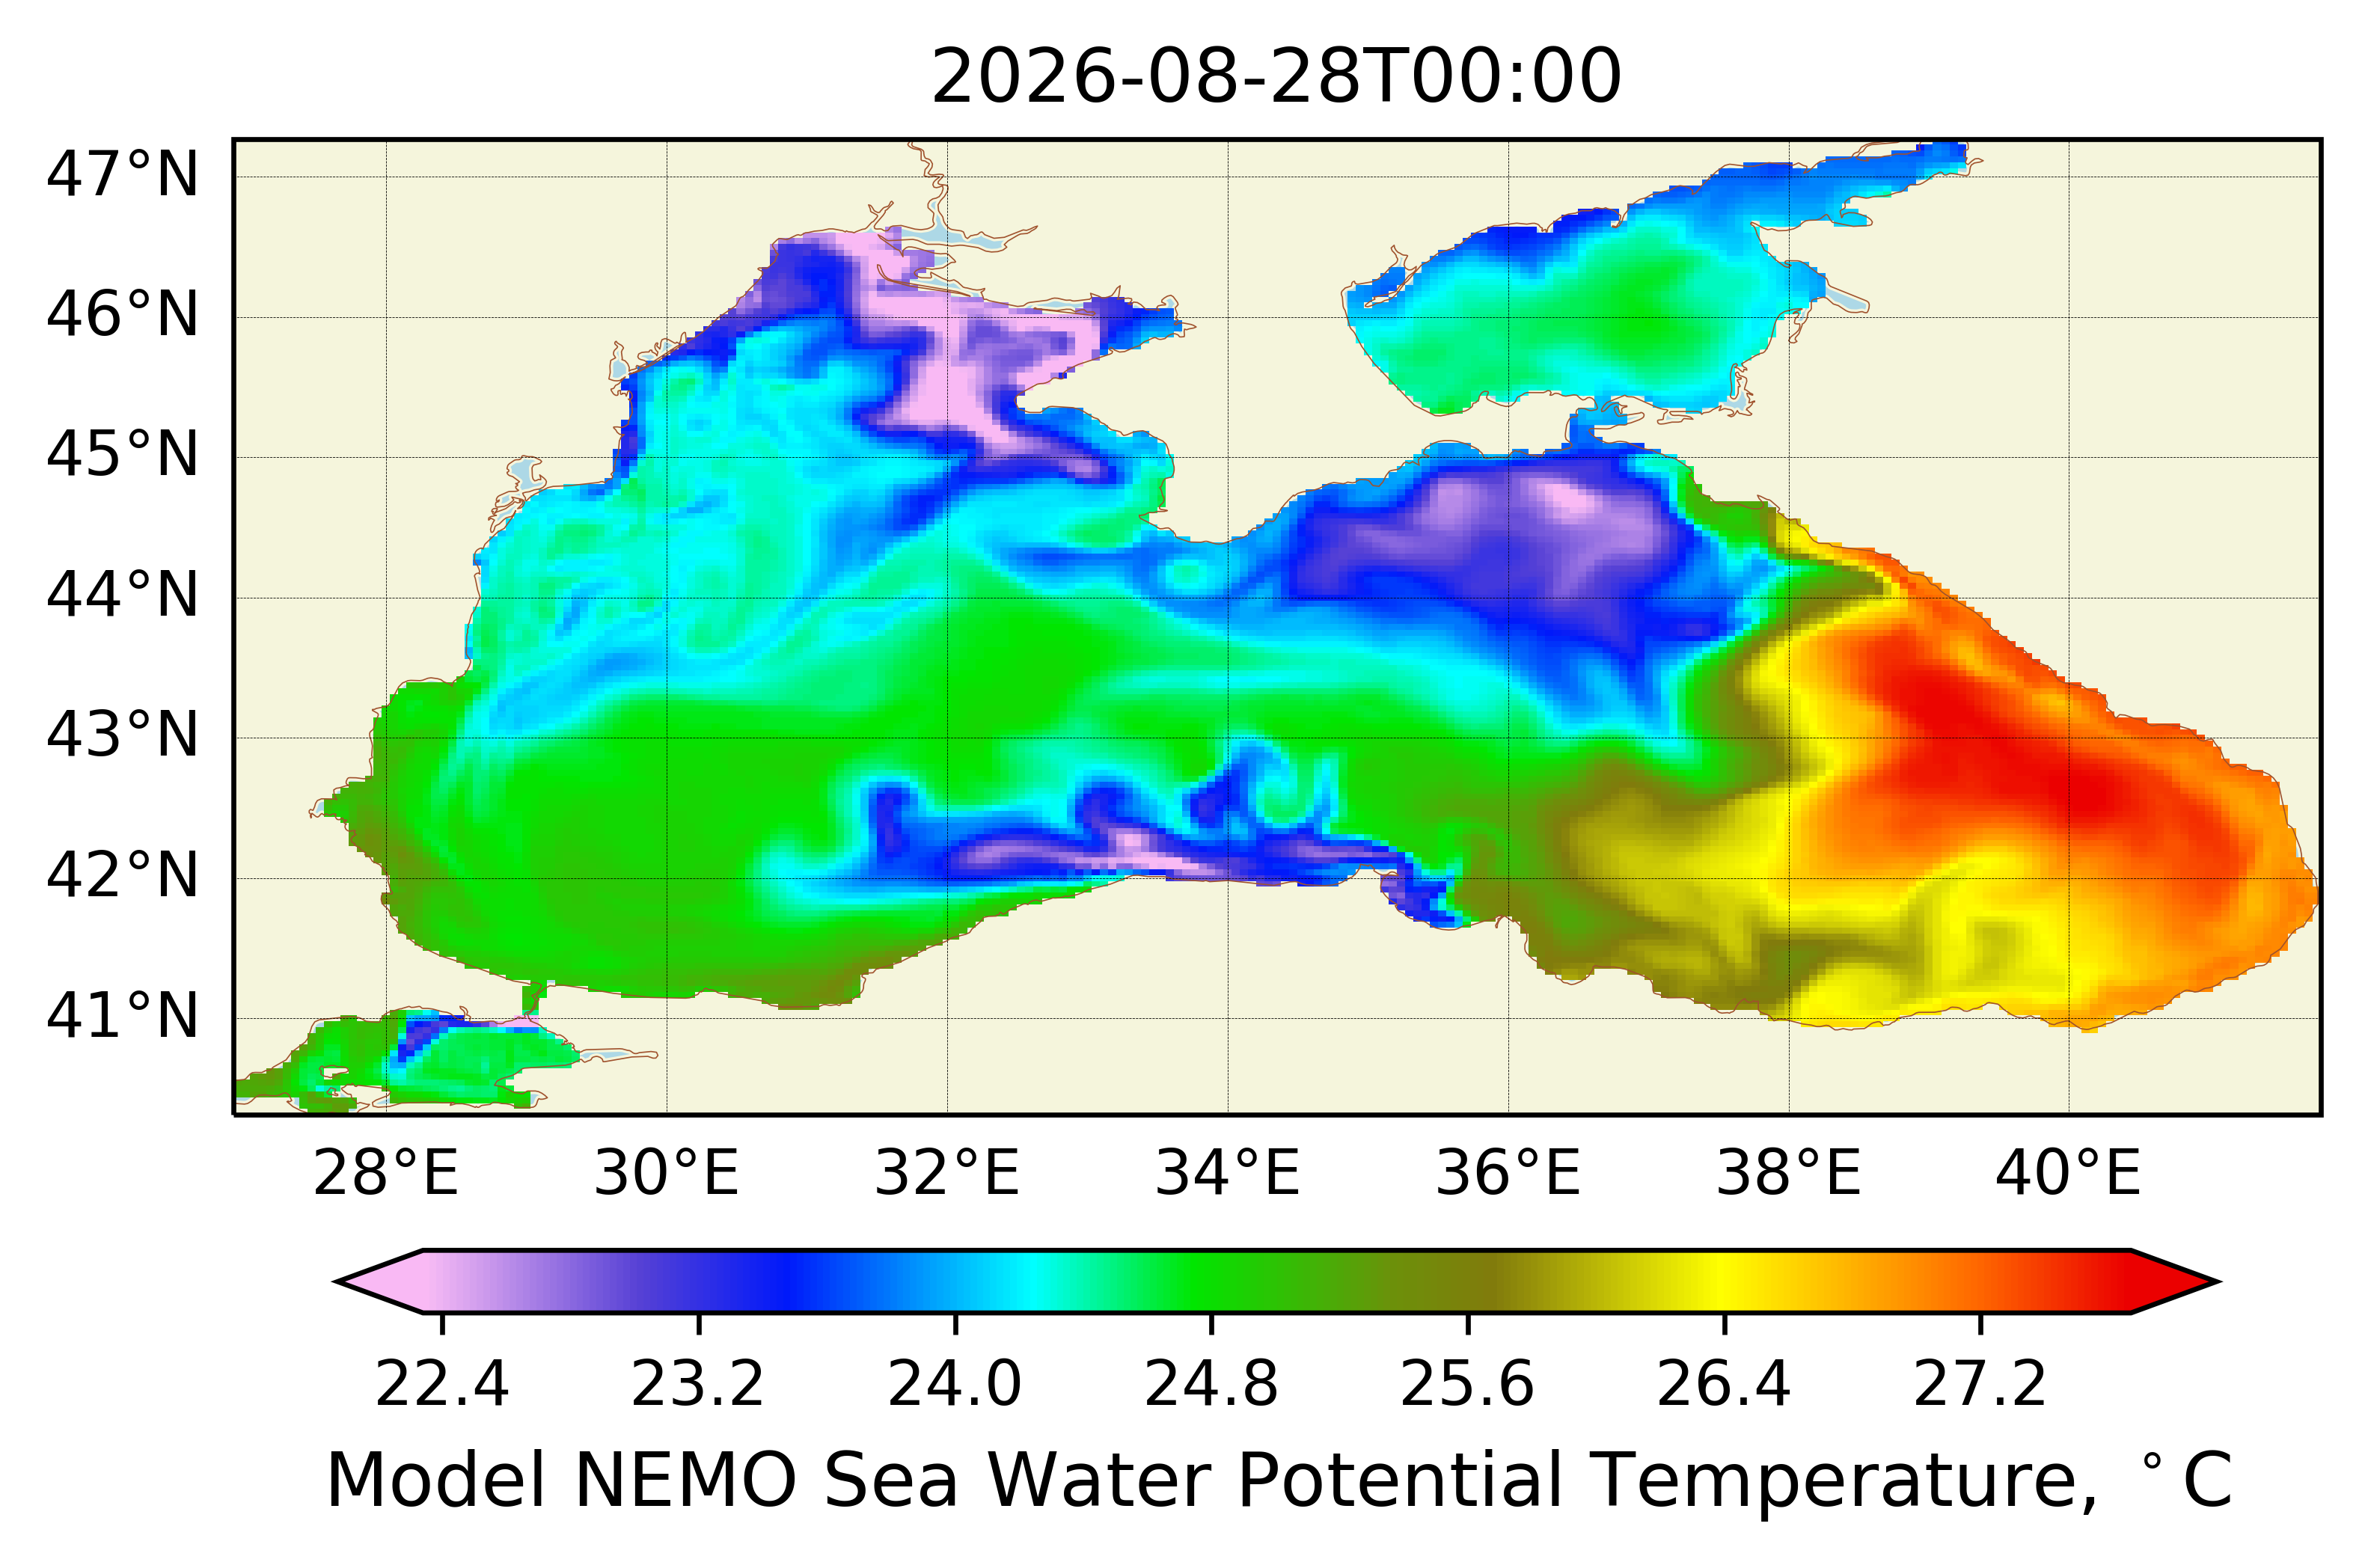 2026-08-28T00:00
47°N
46°N
45°N
44°N
43°N
42°N
41°N
28°E 30°E 32°E 34°E 36°E 38°E 40°E
22.4 23.2 24.0 24.8 25.6 26.4 27.2
Model NEMO Sea Water Potential Temperature, °C